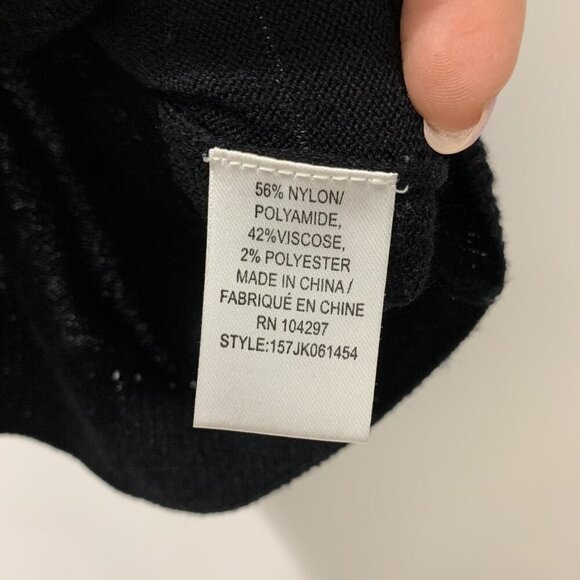 56% NYLON/
POLYAMIDE,
42%VISCOSE,
2% POLYESTER
MADE IN CHINA /
FABRIQUÉ EN CHINE
RN 104297
STYLE:157JK061454